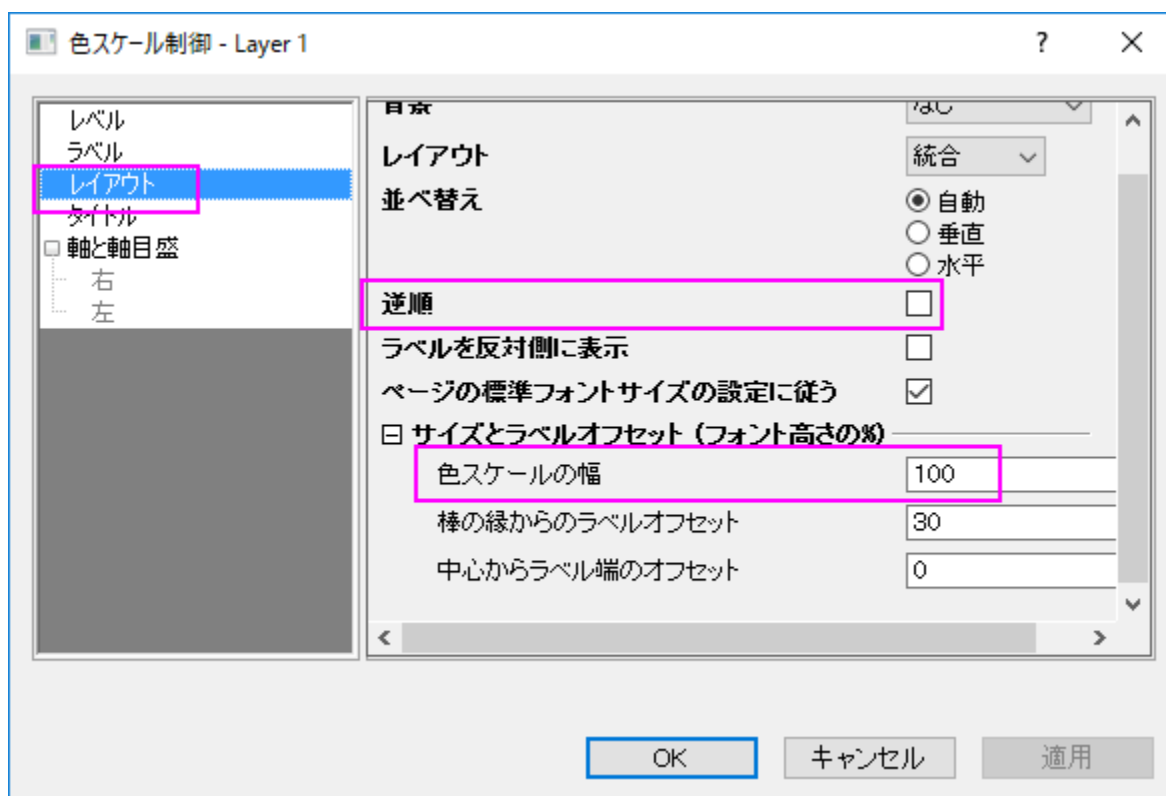 色スケール制御 - Layer 1
?
レベル
ラベル
レイアウト
タイトル
軸と軸目盛
右
左
背景 なし
レイアウト 統合
並べ替え 自動
垂直
水平
逆順
ラベルを反対側に表示
ページの標準フォントサイズの設定に従う
サイズとラベルオフセット (フォント高さの%)
色スケールの幅 100
棒の縁からのラベルオフセット 30
中心からラベル端のオフセット 0
OK キャンセル 適用